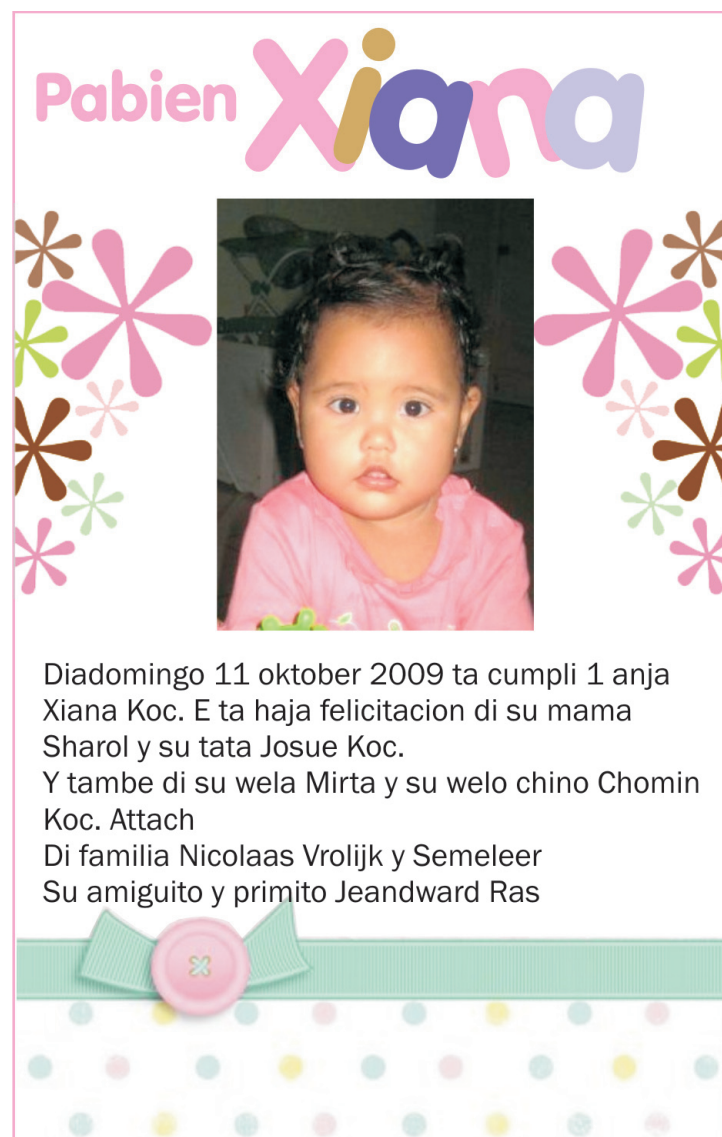 Pabien Xiana
Diadomingo 11 oktober 2009 ta cumpli 1 anja
Xiana Koc. E ta haja felicitacion di su mama
Sharol y su tata Josue Koc.
Y tambe di su wela Mirta y su welo chino Chomin
Koc. Attach
Di familia Nicolaas Vrolijk y Semeleer
Su amiguito y primito Jeandward Ras